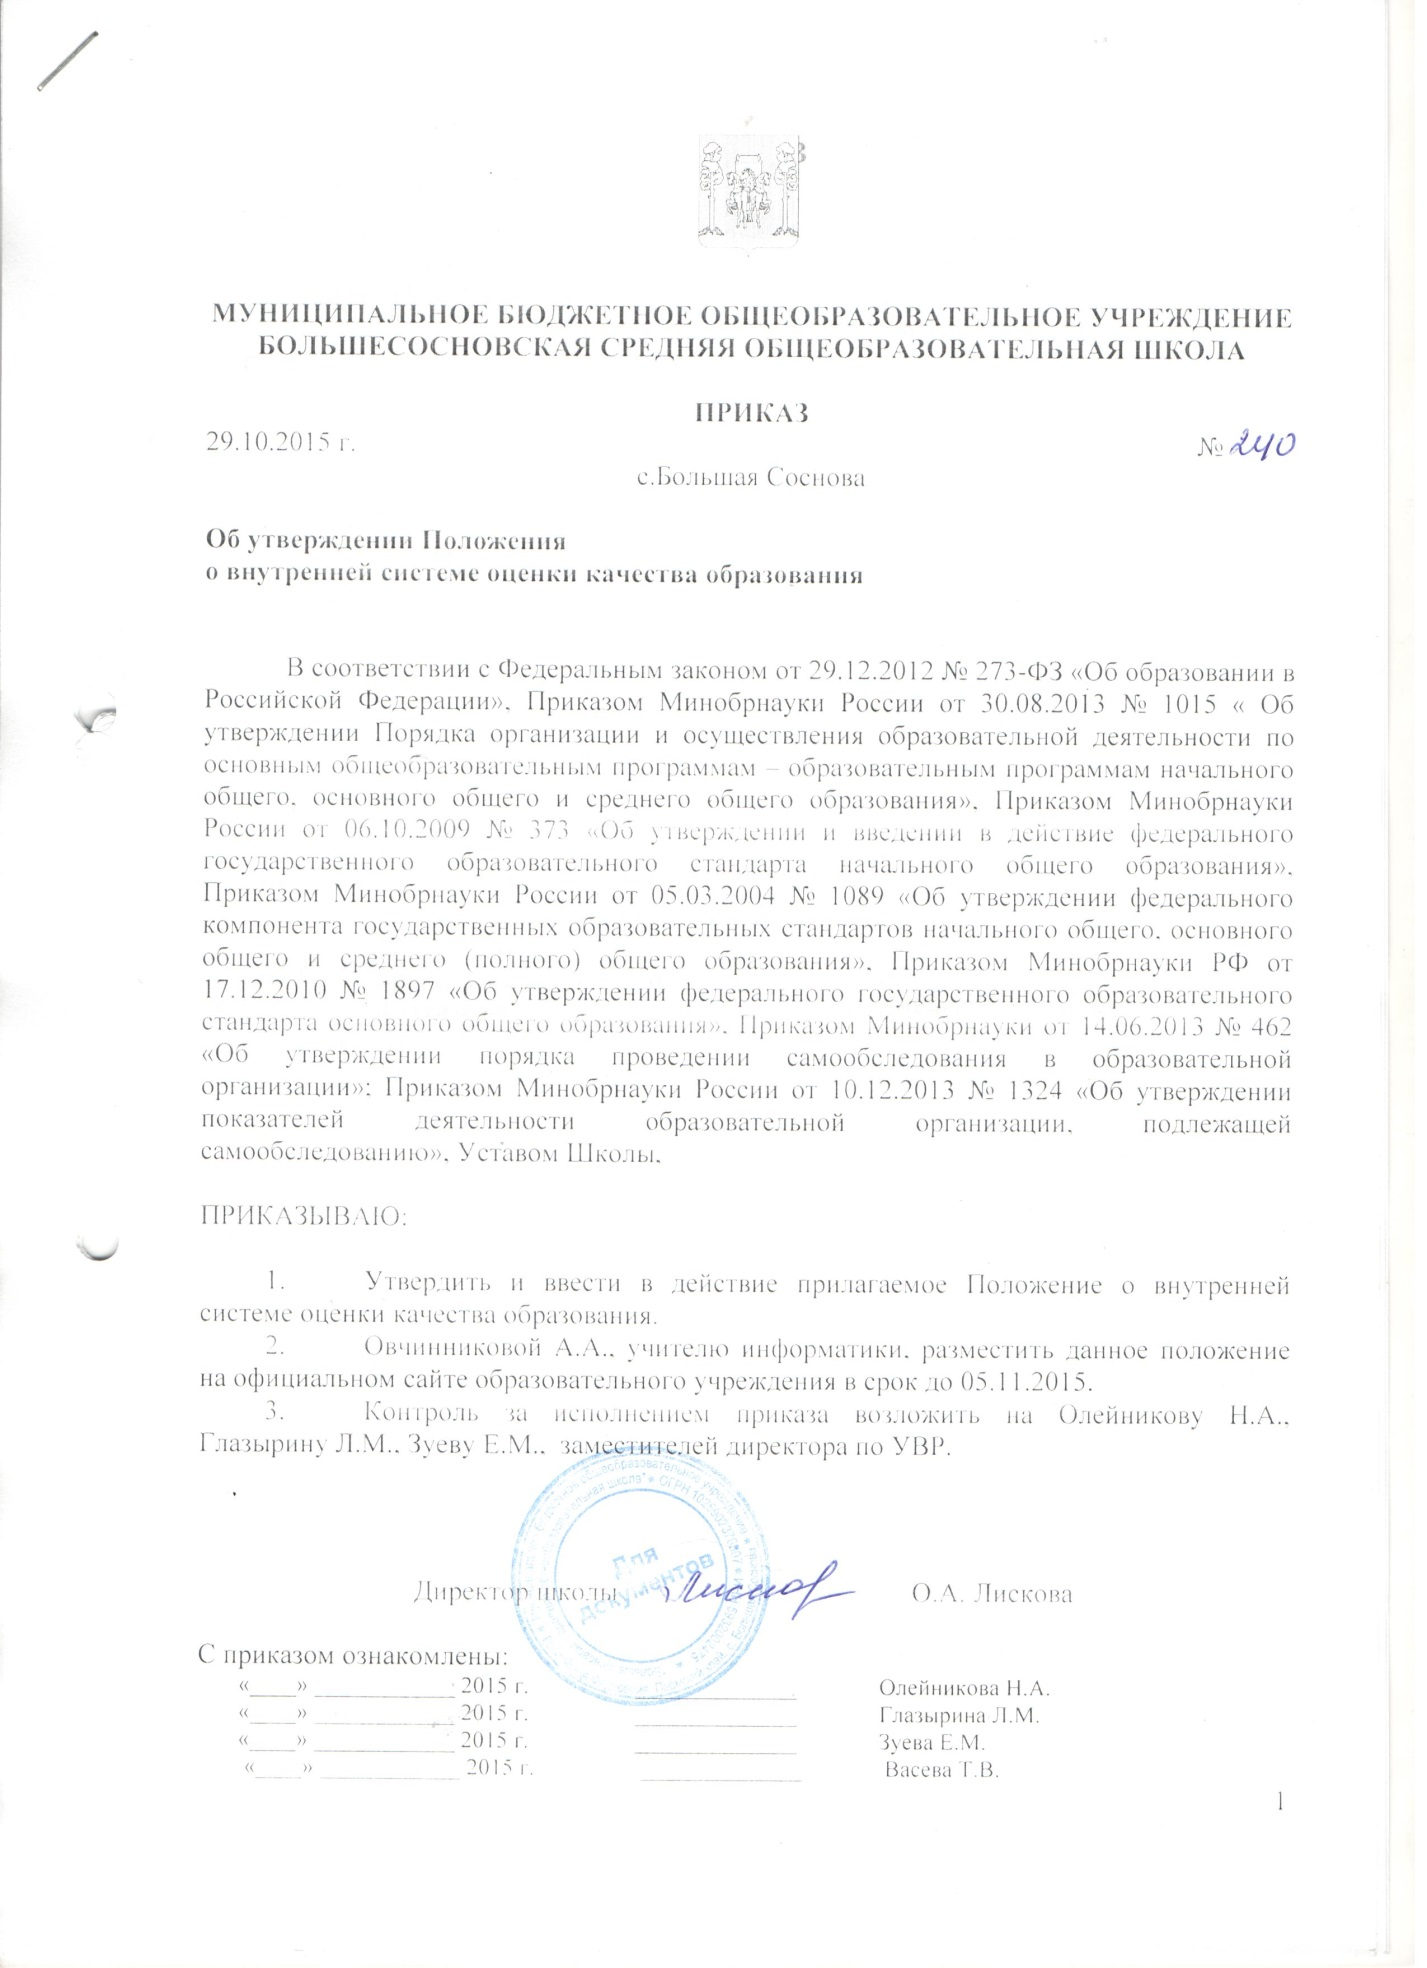 МУНИЦИПАЛЬНОЕ БЮДЖЕТНОЕ ОБЩЕОБРАЗОВАТЕЛЬНОЕ УЧРЕЖДЕНИЕ
БОЛЬШЕСОСНОВСКАЯ СРЕДНЯЯ ОБЩЕОБРАЗОВАТЕЛЬНАЯ ШКОЛА
ПРИКАЗ
29.10.2015 г. № 240
с.Большая Соснова
Об утверждении Положения
о внутренней системе оценки качества образования
В соответствии с Федеральным законом от 29.12.2012 № 273-ФЗ «Об образовании в
Российской Федерации», Приказом Минобрнауки России от 30.08.2013 № 1015 « Об
утверждении Порядка организации и осуществления образовательной деятельности по
основным общеобразовательным программам – образовательным программам начального
общего, основного общего и среднего общего образования», Приказом Минобрнауки
России от 06.10.2009 № 373 «Об утверждении и введении в действие федерального
государственного образовательного стандарта начального общего образования»,
Приказом Минобрнауки России от 05.03.2004 № 1089 «Об утверждении федерального
компонента государственных образовательных стандартов начального общего, основного
общего и среднего (полного) общего образования», Приказом Минобрнауки РФ от
17.12.2010 № 1897 «Об утверждении федерального государственного образовательного
стандарта основного общего образования», Приказом Минобрнауки от 14.06.2013 № 462
«Об утверждении порядка проведении самообследования в образовательной
организации»; Приказом Минобрнауки России от 10.12.2013 № 1324 «Об утверждении
показателей деятельности образовательной организации, подлежащей
самообследованию», Уставом Школы,
ПРИКАЗЫВАЮ:
1. Утвердить и ввести в действие прилагаемое Положение о внутренней
системе оценки качества образования.
2. Овчинниковой А.А., учителю информатики, разместить данное положение
на официальном сайте образовательного учреждения в срок до 05.11.2015.
3. Контроль за исполнением приказа возложить на Олейникову Н.А.,
Глазырину Л.М., Зуеву Е.М., заместителей директора по УВР.
Для
документов
Директор школы Лискова О.А. Лискова
С приказом ознакомлены:
«____» ____________ 2015 г. ______________ Олейникова Н.А.
«____» ____________ 2015 г. ______________ Глазырина Л.М.
«____» ____________ 2015 г. ______________ Зуева Е.М.
«____» ____________ 2015 г. ______________ Васева Т.В.
1